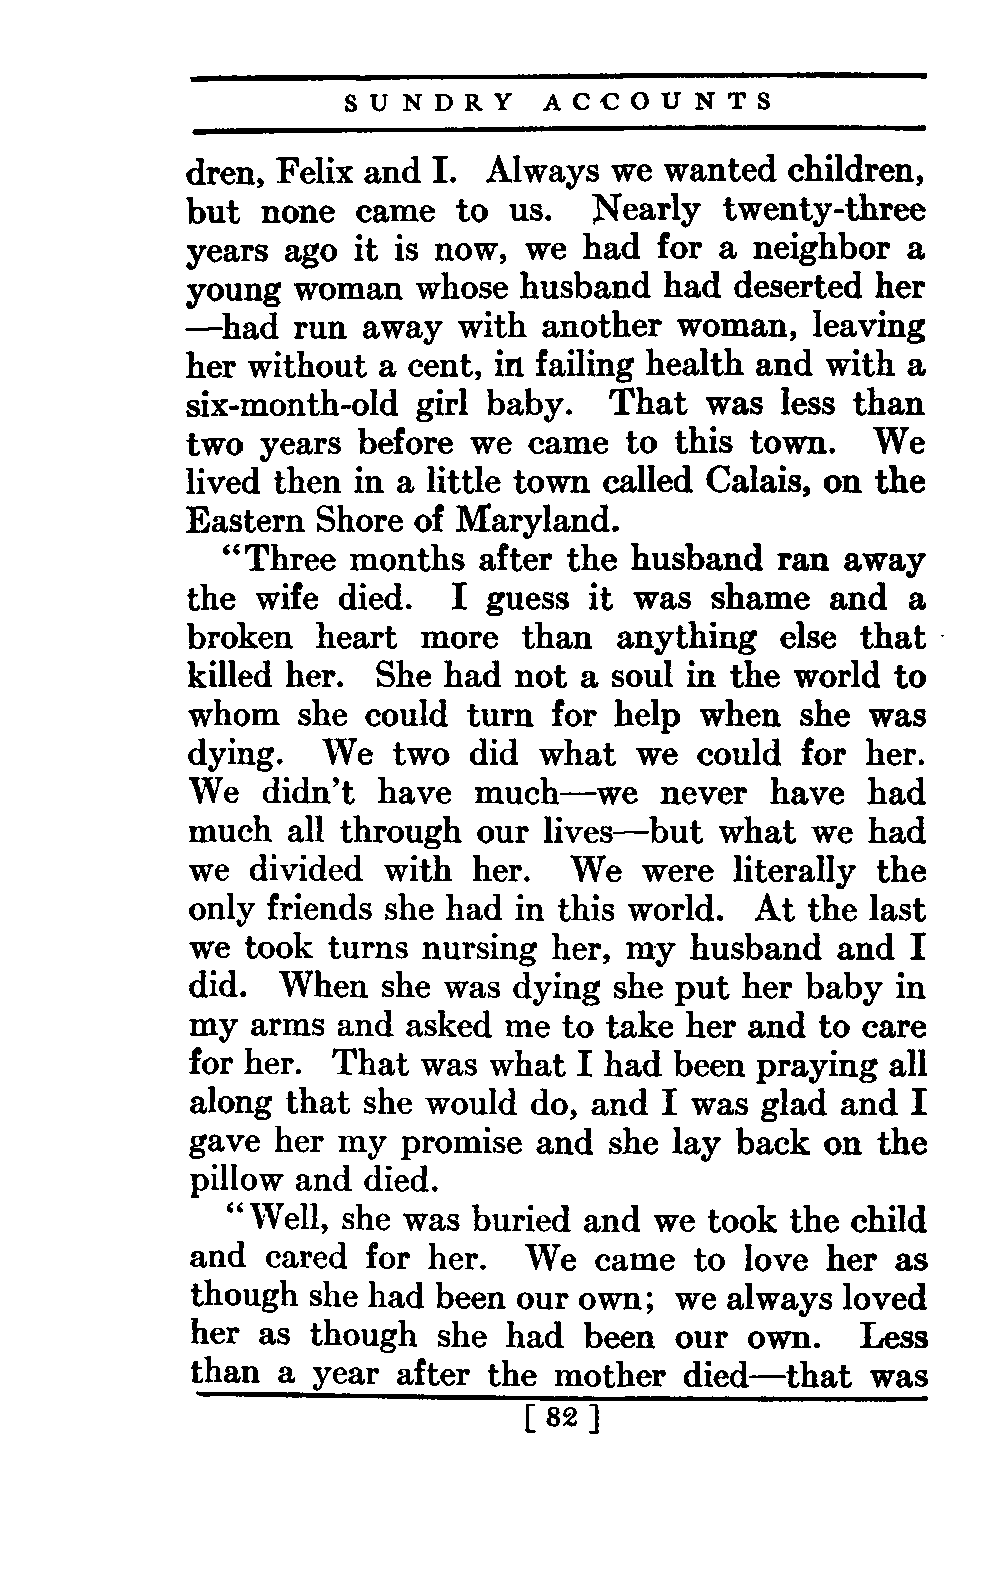 SUNDRY ACCOUNTS
dren, Felix and I. Always we wanted children,
but none came to us. Nearly twenty-three
years ago it is now, we had for a neighbor a
young woman whose husband had deserted her
—had run away with another woman, leaving
her without a cent, in failing health and with a
six-month-old girl baby. That was less than
two years before we came to this town. We
lived then in a little town called Calais, on the
Eastern Shore of Maryland.
“Three months after the husband ran away
the wife died. I guess it was shame and a
broken heart more than anything else that
killed her. She had not a soul in the world to
whom she could turn for help when she was
dying. We two did what we could for her.
We didn’t have much—we never have had
much all through our lives—but what we had
we divided with her. We were literally the
only friends she had in this world. At the last
we took turns nursing her, my husband and I
did. When she was dying she put her baby in
my arms and asked me to take her and to care
for her. That was what I had been praying all
along that she would do, and I was glad and I
gave her my promise and she lay back on the
pillow and died.
“Well, she was buried and we took the child
and cared for her. We came to love her as
though she had been our own; we always loved
her as though she had been our own. Less
than a year after the mother died—that was
[ 82 ]